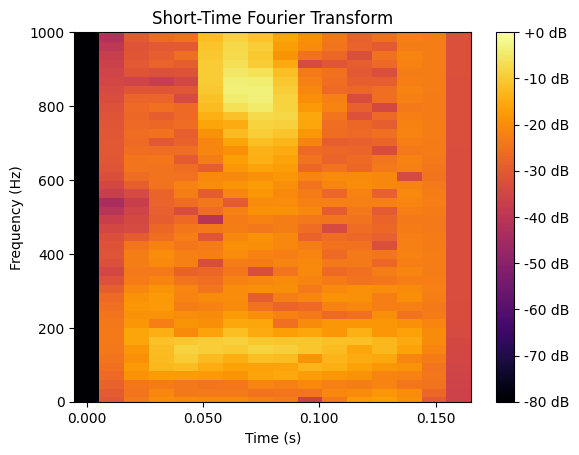 Short-Time Fourier Transform
1000
800
600
400
200
0
Frequency (Hz)
0.000
0.050
0.100
0.150
Time (s)
+0 dB
-10 dB
-20 dB
-30 dB
-40 dB
-50 dB
-60 dB
-70 dB
-80 dB